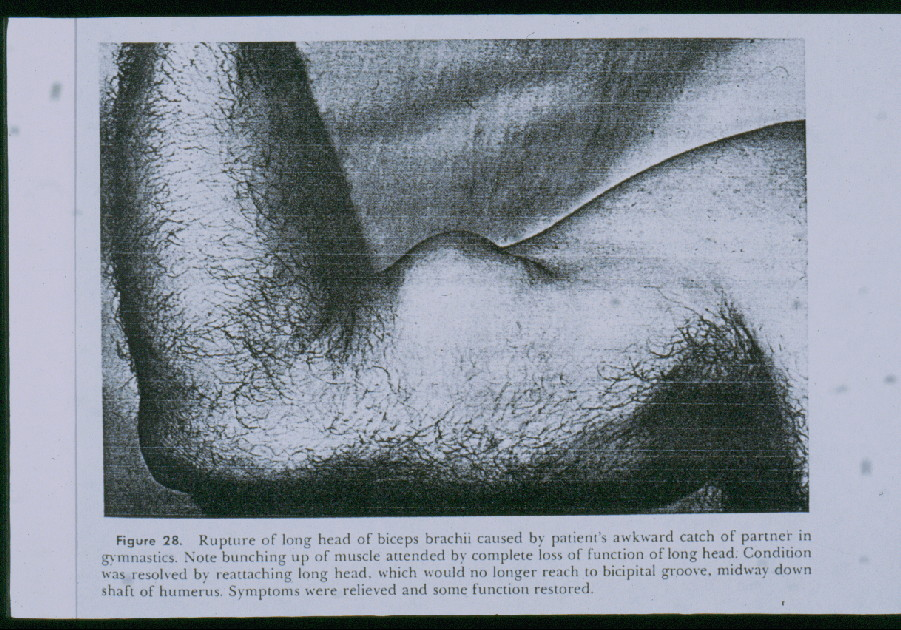 Figure 28. Rupture of long head of biceps brachii caused by patient's awkward catch of partner in
gymnastics. Note bunching up of muscle attended by complete loss of function of long head. Condition
was resolved by reattaching long head, which would no longer reach to bicipital groove, midway down
shaft of humerus. Symptoms were relieved and some function restored.